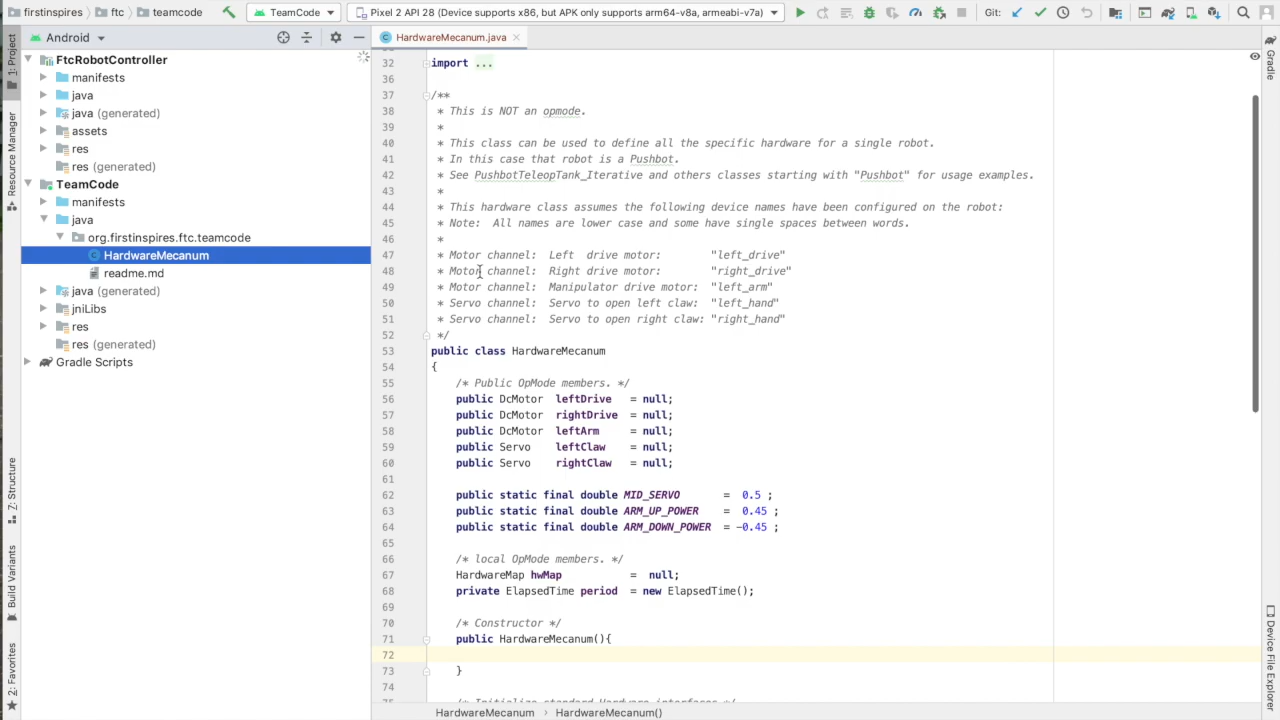 firstinspires
ftc
teamcode
TeamCode
Pixel 2 API 28 (Device supports x86, but APK only supports arm64-v8a, armeabi-v7a)
Git:
1: Project
Resource Manager
Z: Structure
Build Variants
2: Favorites
Android
FtcRobotController
manifests
java
java (generated)
assets
res
res (generated)
TeamCode
manifests
java
org.firstinspires.ftc.teamcode
HardwareMecanum
readme.md
java (generated)
jniLibs
res
res (generated)
Gradle Scripts
HardwareMecanum.java
32 import ...
36
37 /**
38 * This is NOT an opmode.
39 *
40 * This class can be used to define all the specific hardware for a single robot.
41 * In this case that robot is a Pushbot.
42 * See PushbotTeleopTank_Iterative and others classes starting with "Pushbot" for usage examples.
43 *
44 * This hardware class assumes the following device names have been configured on the robot:
45 * Note:  All names are lower case and some have single spaces between words.
46 *
47 * Motor channel:  Left  drive motor:        "left_drive"
48 * Motor channel:  Right drive motor:        "right_drive"
49 * Motor channel:  Manipulator drive motor:  "left_arm"
50 * Servo channel:  Servo to open left claw:  "left_hand"
51 * Servo channel:  Servo to open right claw: "right_hand"
52 */
53 public class HardwareMecanum
54 {
55 /* Public OpMode members. */
56 public DcMotor  leftDrive   = null;
57 public DcMotor  rightDrive  = null;
58 public DcMotor  leftArm     = null;
59 public Servo    leftClaw    = null;
60 public Servo    rightClaw   = null;
61
62 public static final double MID_SERVO       =  0.5 ;
63 public static final double ARM_UP_POWER    =  0.45 ;
64 public static final double ARM_DOWN_POWER  = -0.45 ;
65
66 /* local OpMode members. */
67 HardwareMap hwMap           =  null;
68 private ElapsedTime period  = new ElapsedTime();
69
70 /* Constructor */
71 public HardwareMecanum(){
72
73 }
74
75 /* Initialize standard Hardware interfaces */
HardwareMecanum › HardwareMecanum()
Gradle
Device File Explorer